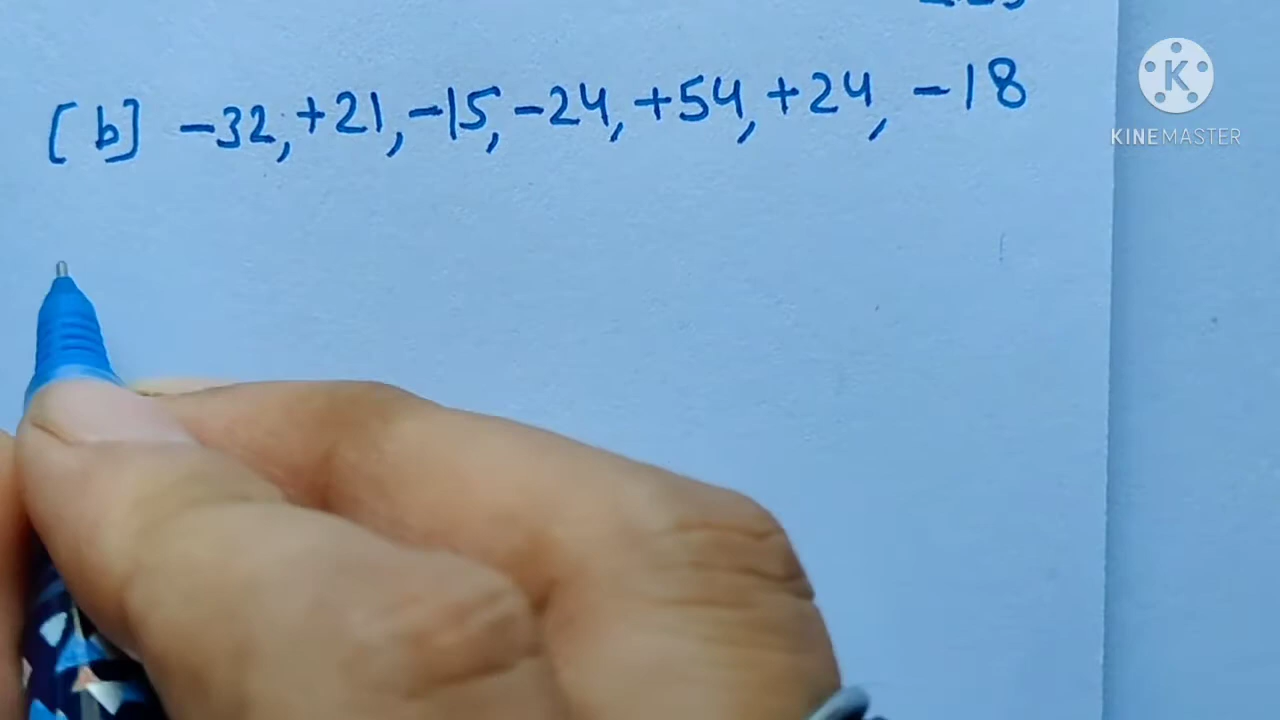 [b] -32, +21, -15, -24, +54, +24, -18
K
KINEMASTER